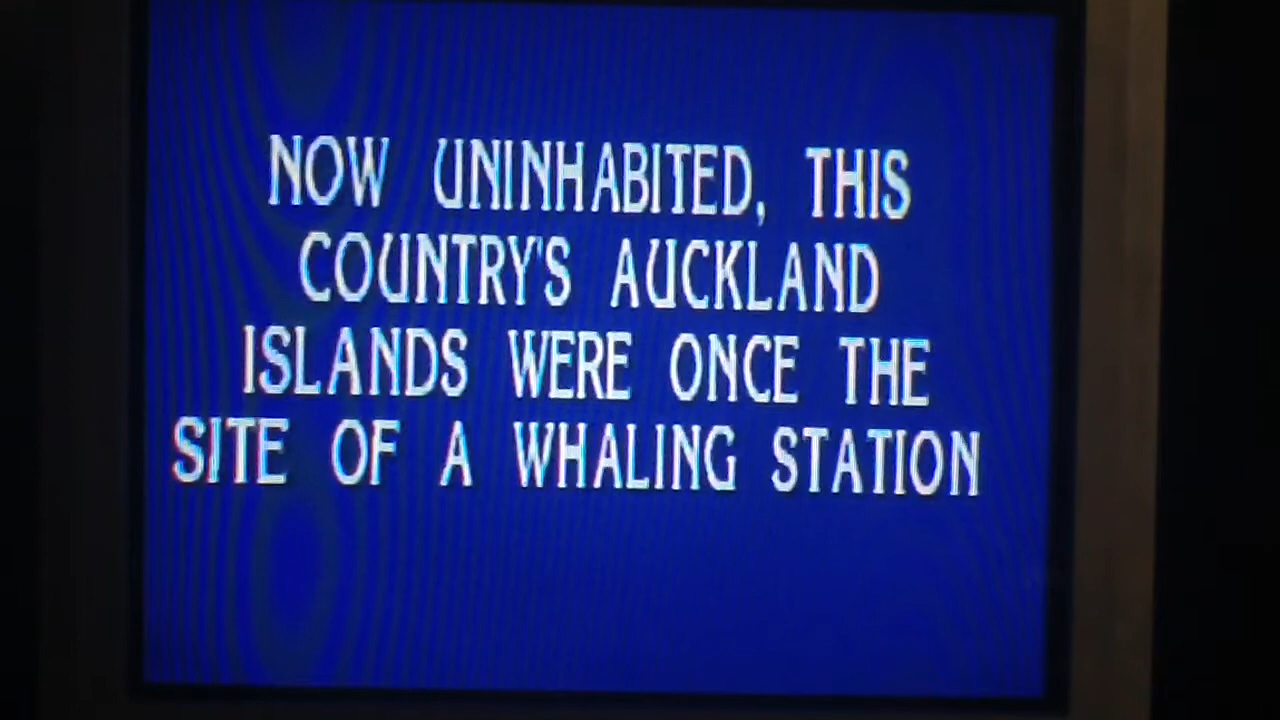 NOW UNINHABITED, THIS
COUNTRY'S AUCKLAND
ISLANDS WERE ONCE THE
SITE OF A WHALING STATION